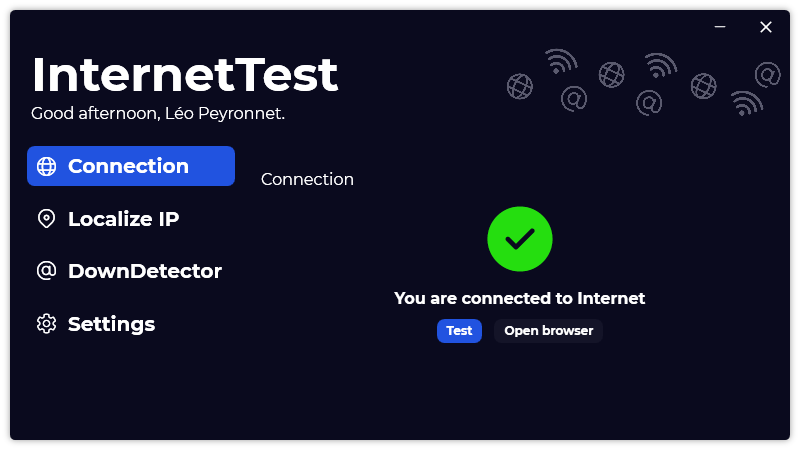 InternetTest
Good afternoon, Léo Peyronnet.
Connection
Localize IP
DownDetector
Settings
Connection
You are connected to Internet
Test
Open browser